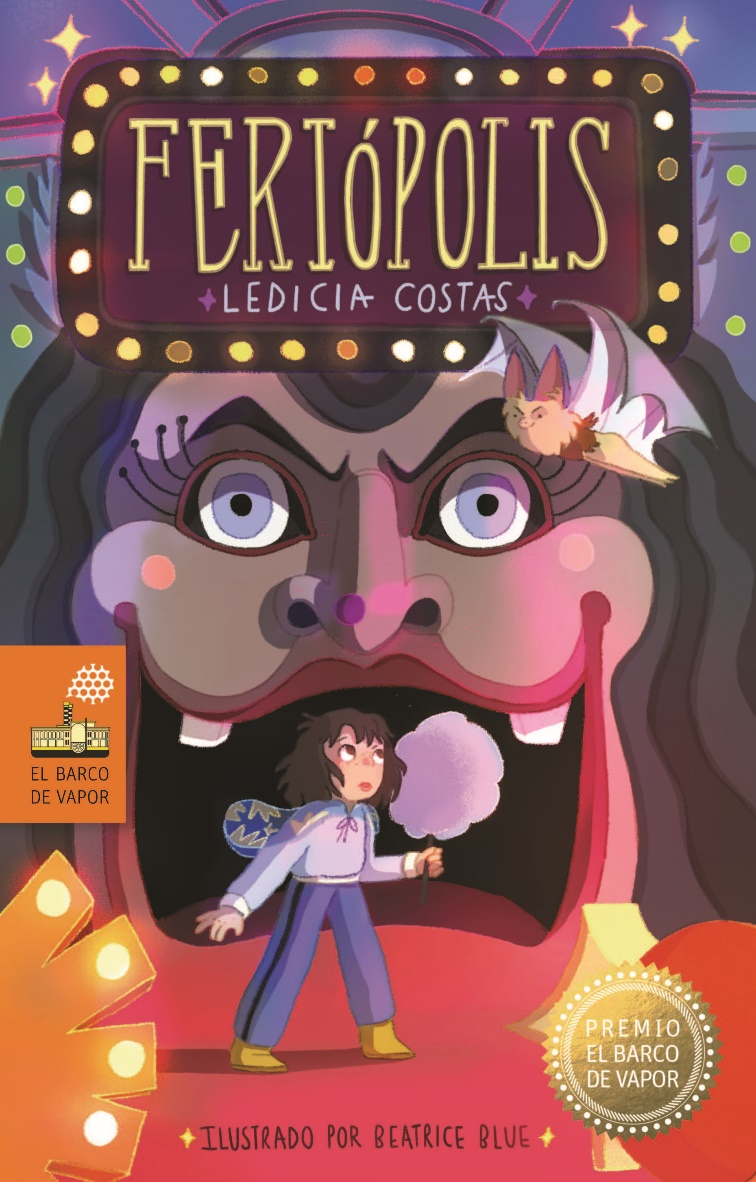 FERIÓPOLIS
LEDICIA COSTAS
EL BARCO
DE VAPOR
PREMIO
EL BARCO
DE VAPOR
ILUSTRADO POR BEATRICE BLUE